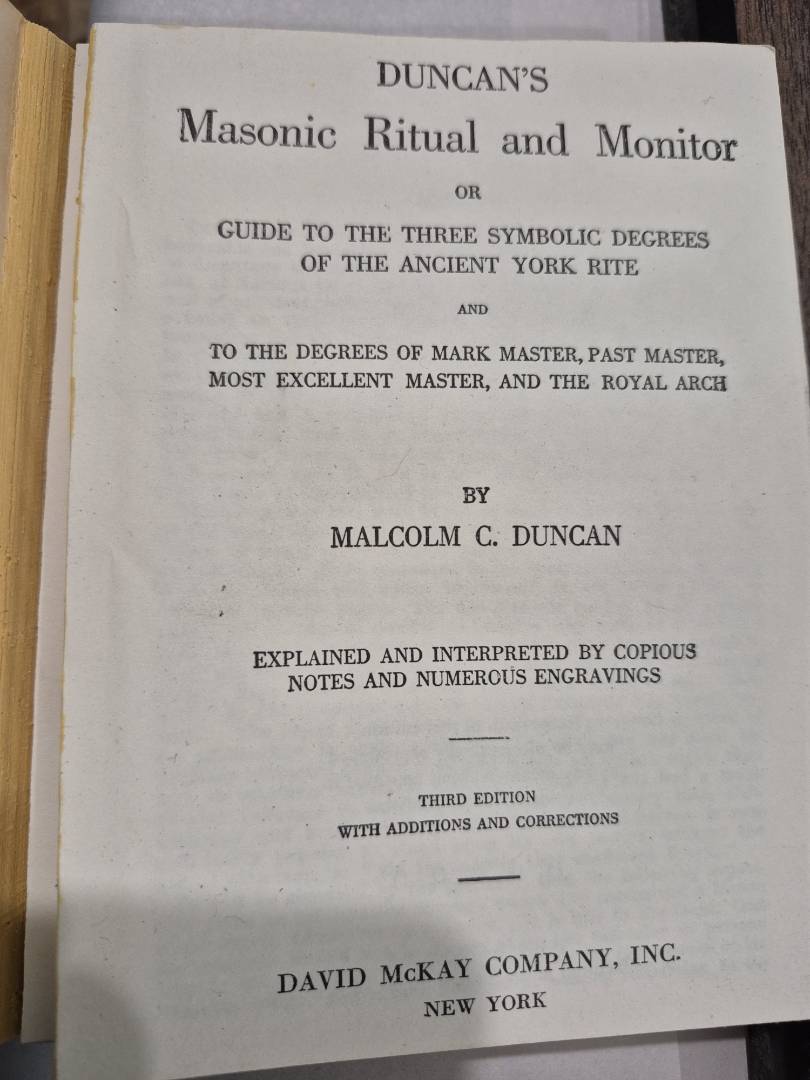 DUNCAN'S
Masonic Ritual and Monitor
OR
GUIDE TO THE THREE SYMBOLIC DEGREES
OF THE ANCIENT YORK RITE
AND
TO THE DEGREES OF MARK MASTER, PAST MASTER,
MOST EXCELLENT MASTER, AND THE ROYAL ARCH
BY
MALCOLM C. DUNCAN
EXPLAINED AND INTERPRETED BY COPIOUS
NOTES AND NUMEROUS ENGRAVINGS
THIRD EDITION
WITH ADDITIONS AND CORRECTIONS
DAVID McKAY COMPANY, INC.
NEW YORK